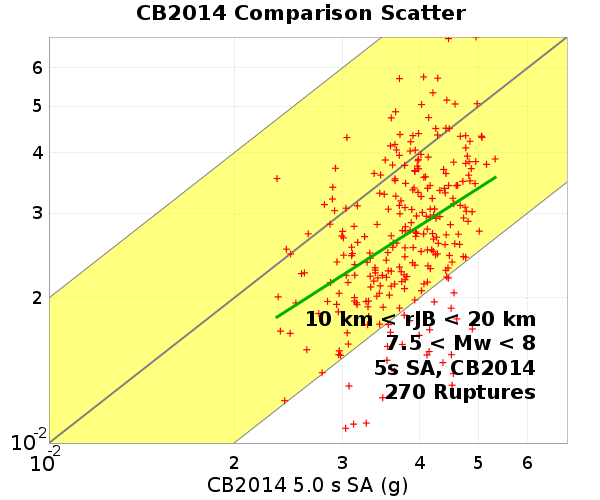 CB2014 Comparison Scatter
6
5
4
3
2
10 km < rJB < 20 km
7.5 < Mw < 8
5s SA, CB2014
270 Ruptures
10-2
10-2 2 3 4 5 6
CB2014 5.0 s SA (g)